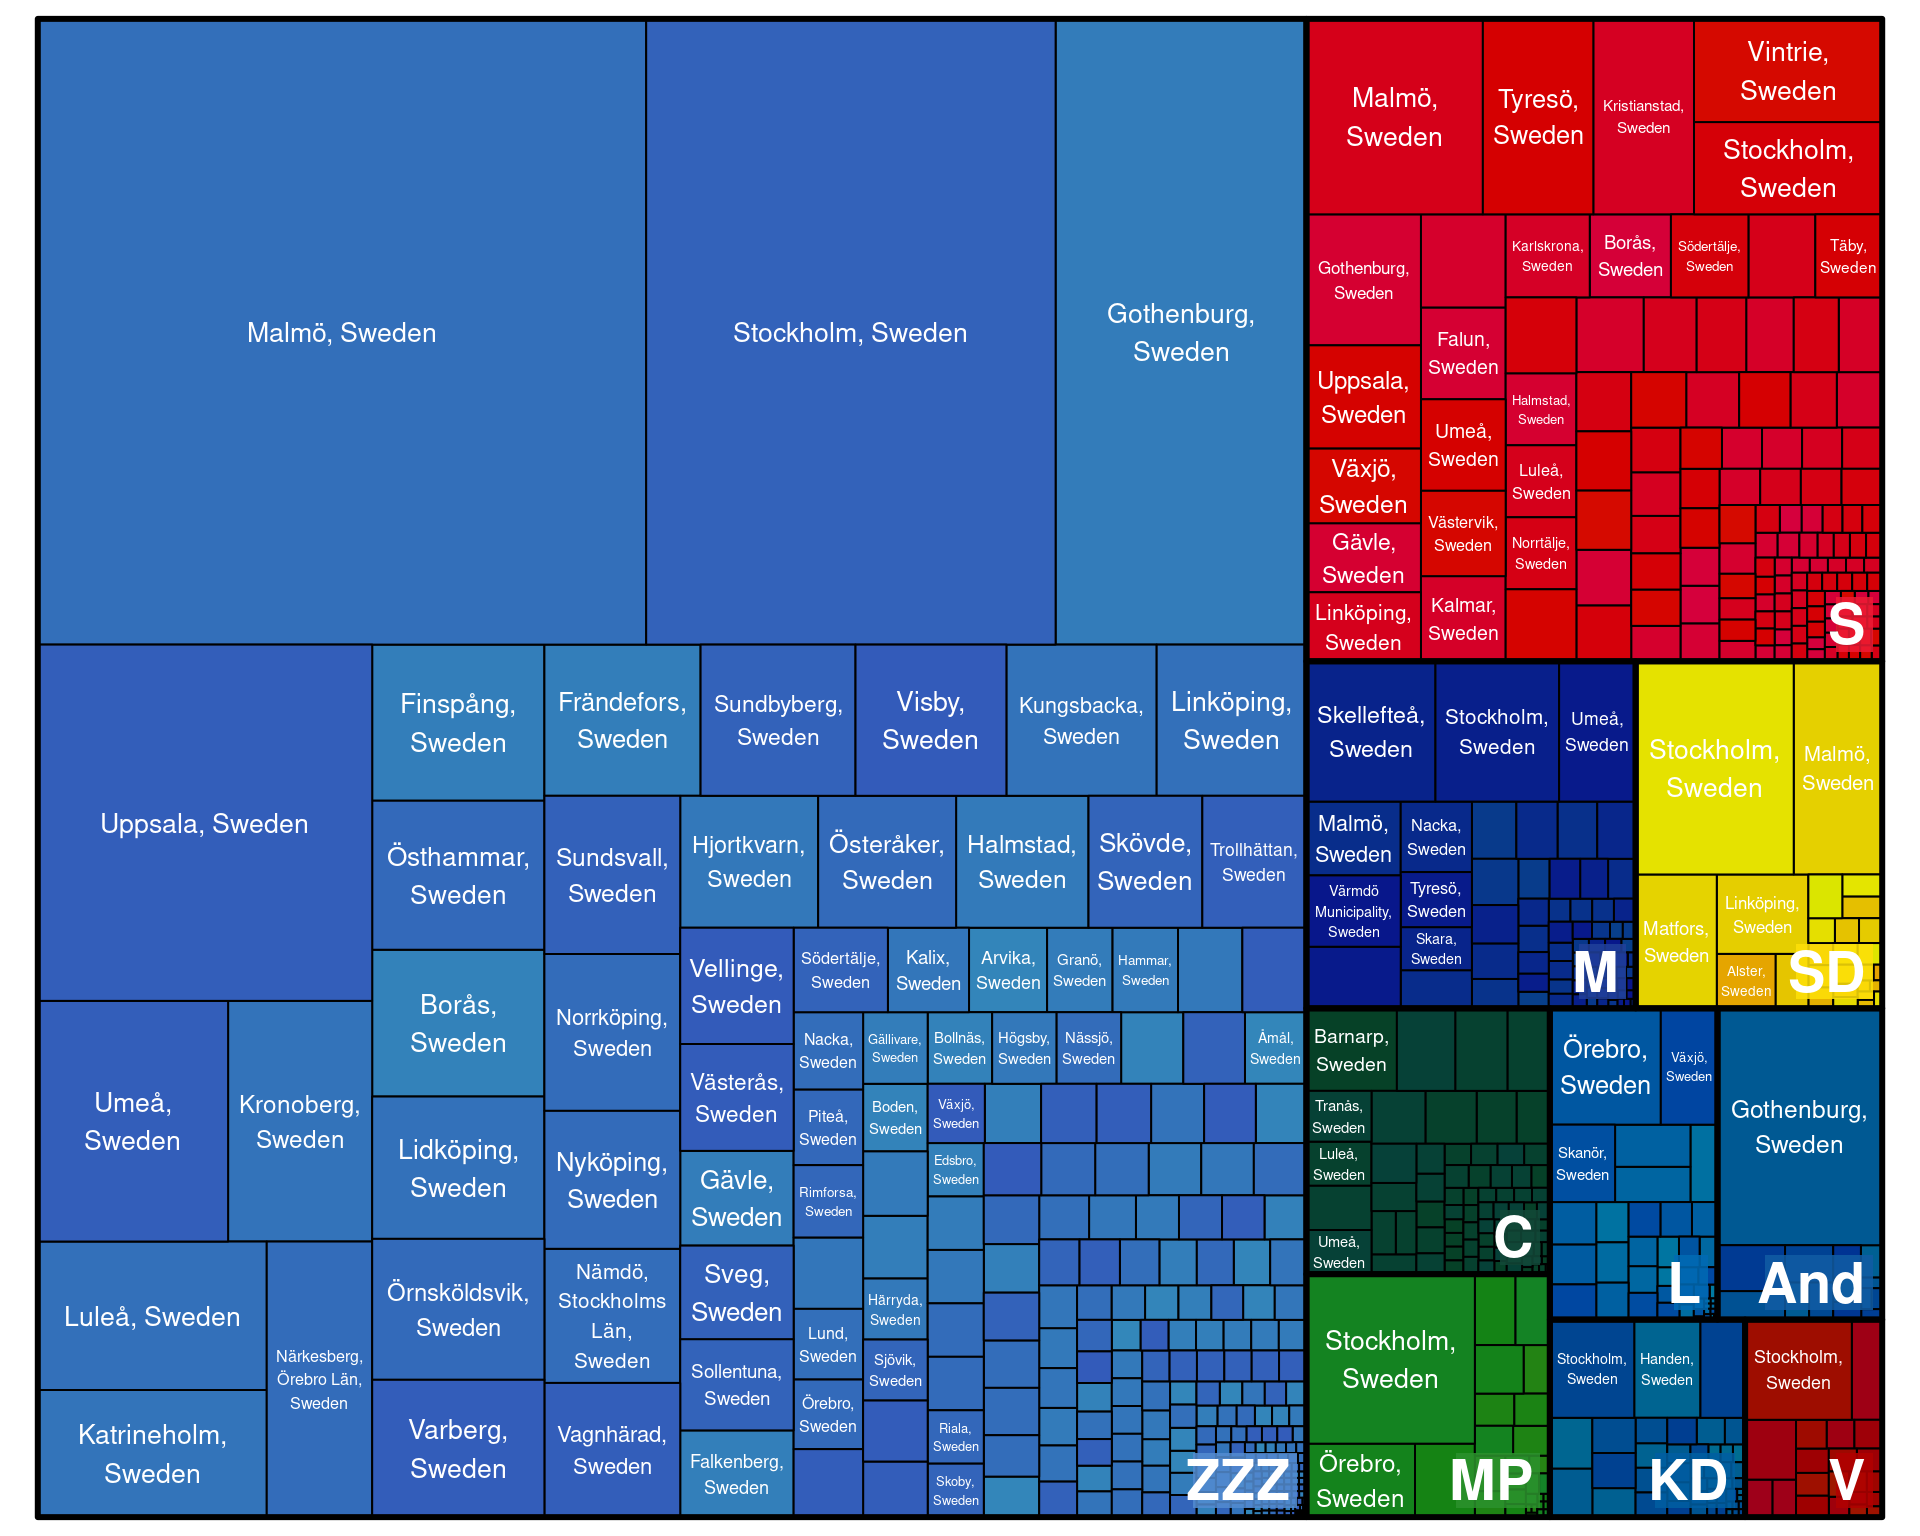 Malmö, Sweden
Stockholm, Sweden
Gothenburg,
Sweden
Uppsala, Sweden
Finspång,
Sweden
Frändefors,
Sweden
Sundbyberg,
Sweden
Visby,
Sweden
Kungsbacka,
Sweden
Linköping,
Sweden
Östhammar,
Sweden
Sundsvall,
Sweden
Hjortkvarn,
Sweden
Österåker,
Sweden
Halmstad,
Sweden
Skövde,
Sweden
Trollhättan,
Sweden
Borås,
Sweden
Norrköping,
Sweden
Vellinge,
Sweden
Södertälje,
Sweden
Kalix,
Sweden
Arvika,
Sweden
Granö,
Sweden
Hammar,
Sweden
Umeå,
Sweden
Kronoberg,
Sweden
Lidköping,
Sweden
Nyköping,
Sweden
Västerås,
Sweden
Nacka,
Sweden
Gällivare,
Sweden
Bollnäs,
Sweden
Högsby,
Sweden
Nässjö,
Sweden
Åmål,
Sweden
Piteå,
Sweden
Boden,
Sweden
Växjö,
Sweden
Edsbro,
Sweden
Gävle,
Sweden
Rimforsa,
Sweden
Luleå, Sweden
Närkesberg,
Örebro Län,
Sweden
Örnsköldsvik,
Sweden
Nämdö,
Stockholms
Län,
Sweden
Sveg,
Sweden
Härryda,
Sweden
Lund,
Sweden
Sjövik,
Sweden
Sollentuna,
Sweden
Örebro,
Sweden
Katrineholm,
Sweden
Varberg,
Sweden
Vagnhärad,
Sweden
Falkenberg,
Sweden
Riala,
Sweden
Skoby,
Sweden
ZZZ
Malmö,
Sweden
Tyresö,
Sweden
Kristianstad,
Sweden
Vintrie,
Sweden
Stockholm,
Sweden
Gothenburg,
Sweden
Karlskrona,
Sweden
Borås,
Sweden
Södertälje,
Sweden
Täby,
Sweden
Falun,
Sweden
Uppsala,
Sweden
Halmstad,
Sweden
Umeå,
Sweden
Växjö,
Sweden
Luleå,
Sweden
Västervik,
Sweden
Norrtälje,
Sweden
Gävle,
Sweden
Linköping,
Sweden
Kalmar,
Sweden
S
Skellefteå,
Sweden
Stockholm,
Sweden
Umeå,
Sweden
Malmö,
Sweden
Nacka,
Sweden
Värmdö
Municipality,
Sweden
Tyresö,
Sweden
Skara,
Sweden
M
Stockholm,
Sweden
Malmö,
Sweden
Matfors,
Sweden
Linköping,
Sweden
Alster,
Sweden
SD
Barnarp,
Sweden
Tranås,
Sweden
Luleå,
Sweden
Umeå,
Sweden
C
Örebro,
Sweden
Växjö,
Sweden
Skanör,
Sweden
L
Gothenburg,
Sweden
And
Stockholm,
Sweden
Örebro,
Sweden
MP
Stockholm,
Sweden
Handen,
Sweden
KD
Stockholm,
Sweden
V